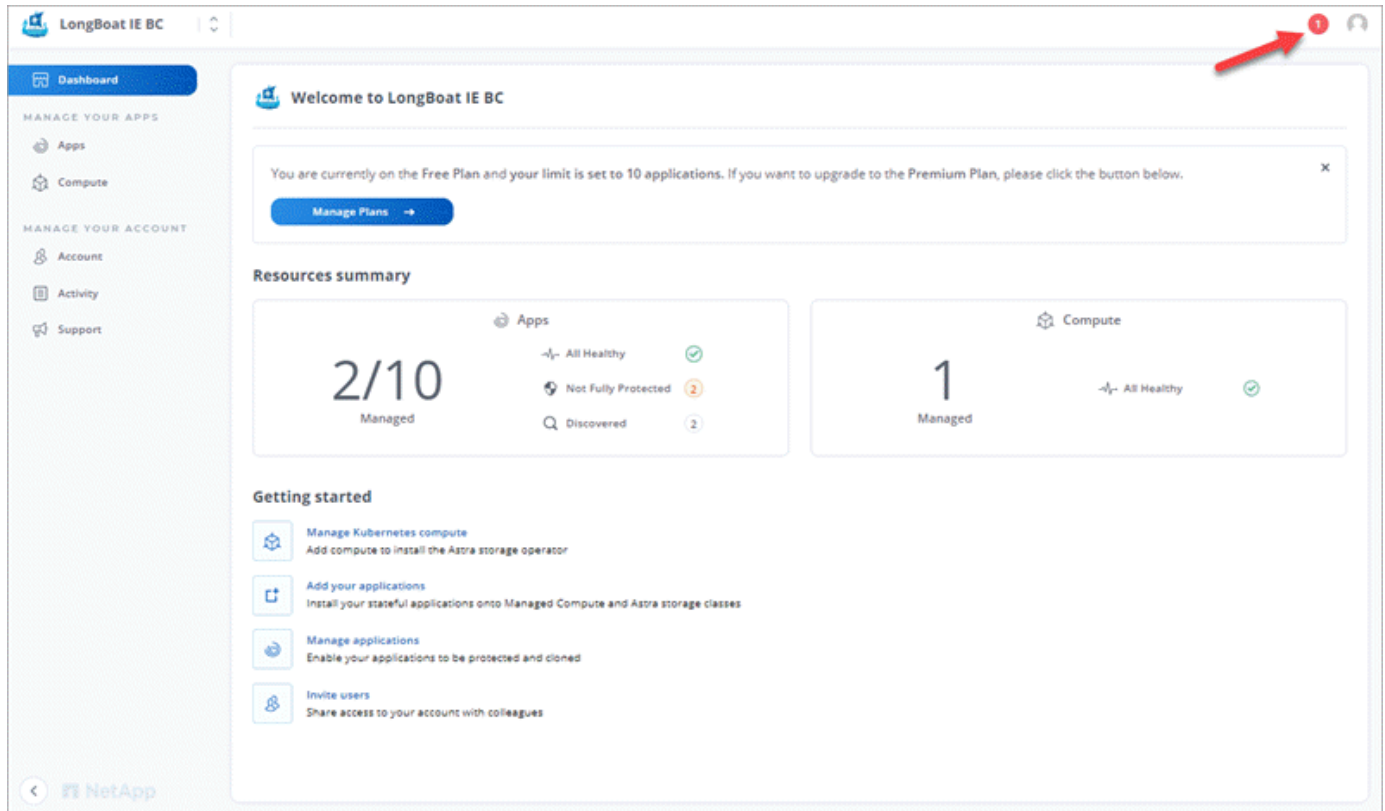 LongBoat IE BC
1
Dashboard
MANAGE YOUR APPS
Apps
Compute
MANAGE YOUR ACCOUNT
Account
Activity
Support
NetApp
Welcome to LongBoat IE BC
You are currently on the Free Plan and your limit is set to 10 applications. If you want to upgrade to the Premium Plan, please click the button below.
Manage Plans →
Resources summary
Apps
2/10
Managed
All Healthy
Not Fully Protected 2
Discovered 2
Compute
1
Managed
All Healthy
Getting started
Manage Kubernetes compute
Add compute to install the Astra storage operator
Add your applications
Install your stateful applications onto Managed Compute and Astra storage classes
Manage applications
Enable your applications to be protected and cloned
Invite users
Share access to your account with colleagues